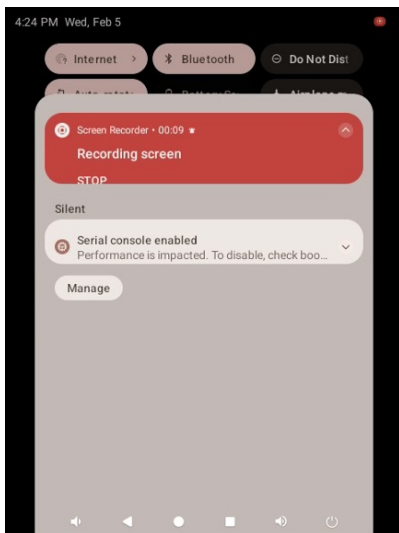 4:24 PM Wed, Feb 5
Internet
Bluetooth
Do Not Dist
Screen Recorder • 00:09
Recording screen
STOP
Silent
Serial console enabled
Performance is impacted. To disable, check boo...
Manage